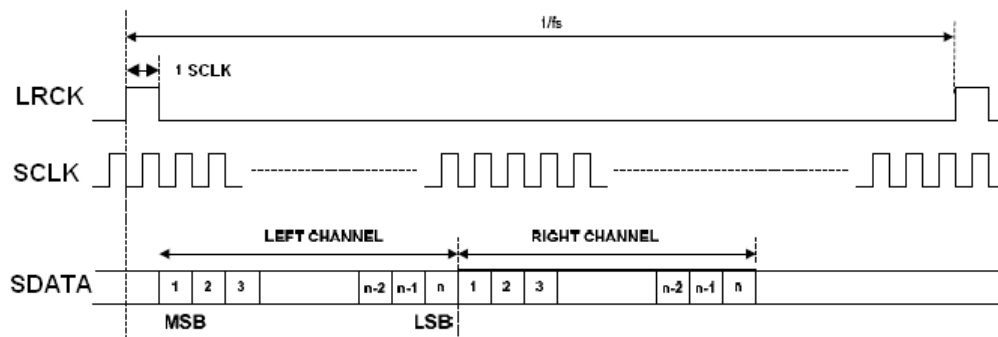 1/fs
1 SCLK
LRCK
SCLK
LEFT CHANNEL
RIGHT CHANNEL
SDATA
1 2 3 n-2 n-1 n 1 2 3 n-2 n-1 n
MSB
LSB